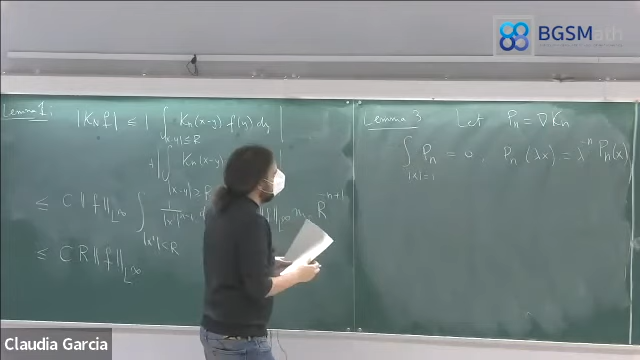 BGSMath
Lemma 1:
|K_N f| ≤ | ∫_{|x-y|≤R} K_n(x-y) f(y) dy |
+ | ∫_{|x-y|≥R} K_n(x-y)
≤ C ‖f‖_{L^∞} ∫_{|x'|<R} 1/|x'|^{n-1} ‖f‖_{L^∞} m R^{-n+1}
≤ C R ‖f‖_{L^∞}
Lemma 3 Let P_n = ∇K_n
∫_{|x|=1} P_n = 0, P_n(λx) = λ^{-n} P_n(x)
Claudia Garcia